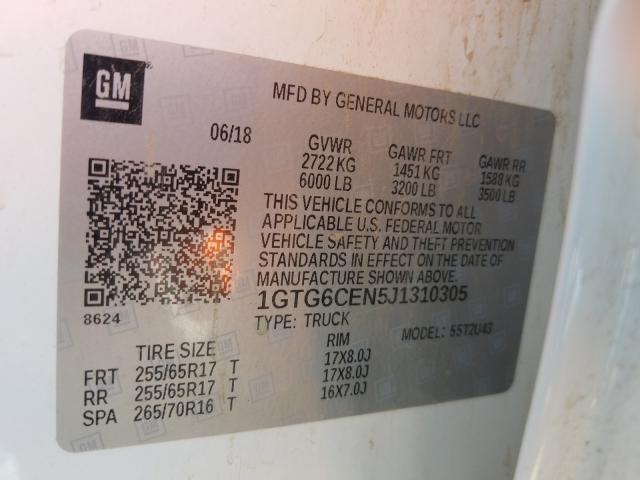 GM
MFD BY GENERAL MOTORS LLC
06/18
GVWR GAWR FRT GAWR RR
2722 KG 1451 KG 1588 KG
6000 LB 3200 LB 3500 LB
THIS VEHICLE CONFORMS TO ALL
APPLICABLE U.S. FEDERAL MOTOR
VEHICLE SAFETY AND THEFT PREVENTION
STANDARDS IN EFFECT ON THE DATE OF
MANUFACTURE SHOWN ABOVE.
1GTG6CEN5J1310305
8624
TYPE: TRUCK MODEL: 55T2U43
TIRE SIZE RIM
FRT 255/65R17 T 17X8.0J
RR 255/65R17 T 17X8.0J
SPA 265/70R16 T 16X7.0J
GM